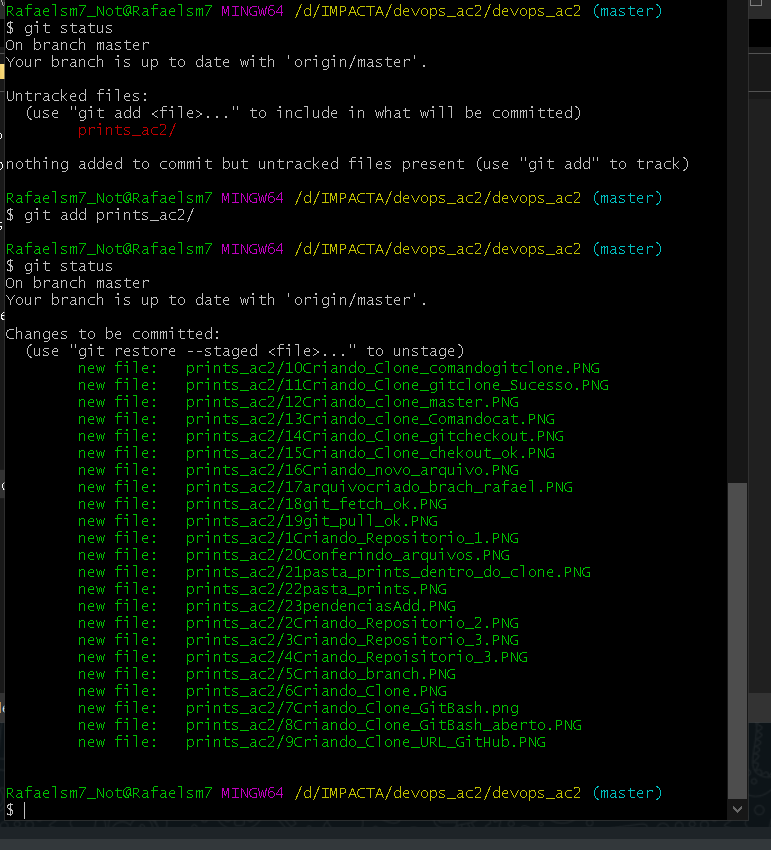 Rafaelsm7_Not@Rafaelsm7 MINGW64 /d/IMPACTA/devops_ac2/devops_ac2 (master)
$ git status
On branch master
Your branch is up to date with 'origin/master'.
Untracked files:
(use "git add <file>..." to include in what will be committed)
prints_ac2/
nothing added to commit but untracked files present (use "git add" to track)
Rafaelsm7_Not@Rafaelsm7 MINGW64 /d/IMPACTA/devops_ac2/devops_ac2 (master)
$ git add prints_ac2/
Rafaelsm7_Not@Rafaelsm7 MINGW64 /d/IMPACTA/devops_ac2/devops_ac2 (master)
$ git status
On branch master
Your branch is up to date with 'origin/master'.
Changes to be committed:
(use "git restore --staged <file>..." to unstage)
new file:   prints_ac2/10Criando_Clone_comandogitclone.PNG
new file:   prints_ac2/11Criando_Clone_gitclone_Sucesso.PNG
new file:   prints_ac2/12Criando_Clone_master.PNG
new file:   prints_ac2/13Criando_Clone_Comandocat.PNG
new file:   prints_ac2/14Criando_Clone_gitcheckout.PNG
new file:   prints_ac2/15Criando_Clone_chekout_ok.PNG
new file:   prints_ac2/16Criando_novo_arquivo.PNG
new file:   prints_ac2/17arquivocriado_brach_rafael.PNG
new file:   prints_ac2/18git_fetch_ok.PNG
new file:   prints_ac2/19git_pull_ok.PNG
new file:   prints_ac2/1Criando_Repositorio_1.PNG
new file:   prints_ac2/20Conferindo_arquivos.PNG
new file:   prints_ac2/21pasta_prints_dentro_do_clone.PNG
new file:   prints_ac2/22pasta_prints.PNG
new file:   prints_ac2/23pendenciasAdd.PNG
new file:   prints_ac2/2Criando_Repositorio_2.PNG
new file:   prints_ac2/3Criando_Repositorio_3.PNG
new file:   prints_ac2/4Criando_Repoisitorio_3.PNG
new file:   prints_ac2/5Criando_branch.PNG
new file:   prints_ac2/6Criando_Clone.PNG
new file:   prints_ac2/7Criando_Clone_GitBash.png
new file:   prints_ac2/8Criando_Clone_GitBash_aberto.PNG
new file:   prints_ac2/9Criando_Clone_URL_GitHub.PNG
Rafaelsm7_Not@Rafaelsm7 MINGW64 /d/IMPACTA/devops_ac2/devops_ac2 (master)
$